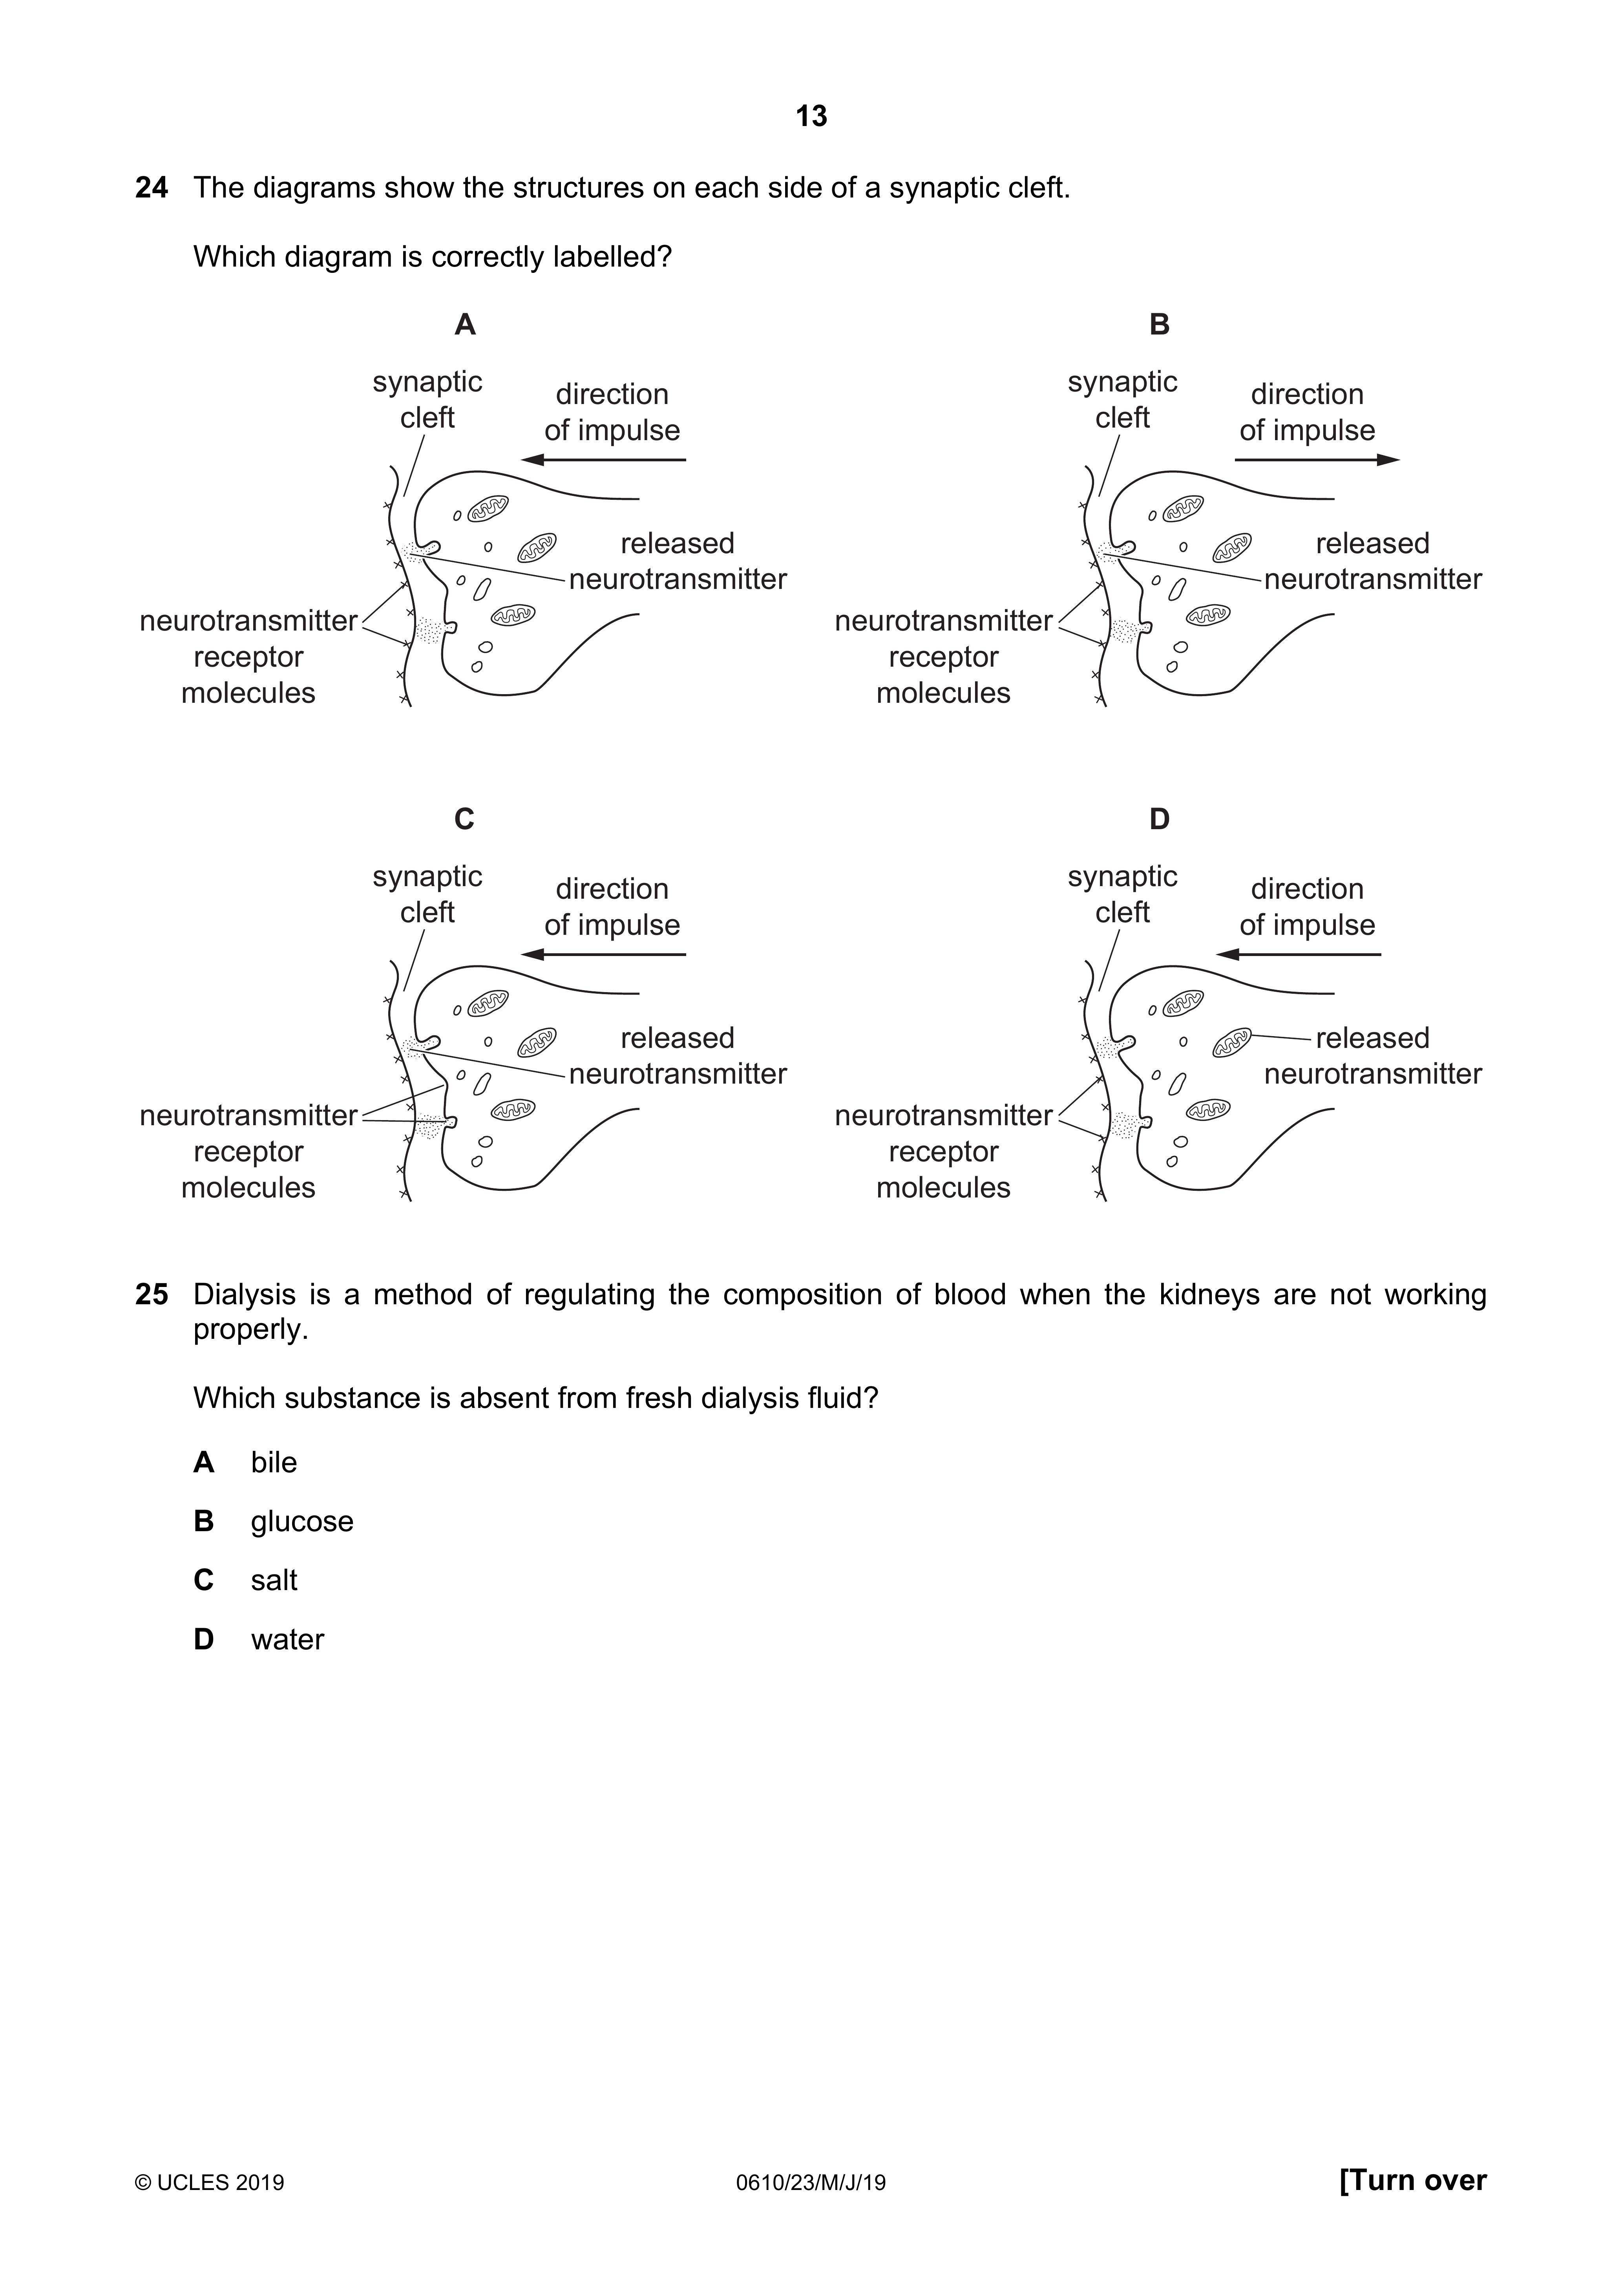 13
24 The diagrams show the structures on each side of a synaptic cleft.
Which diagram is correctly labelled?
A
synaptic
cleft
direction
of impulse
released
neurotransmitter
neurotransmitter
receptor
molecules
B
synaptic
cleft
direction
of impulse
released
neurotransmitter
neurotransmitter
receptor
molecules
C
synaptic
cleft
direction
of impulse
released
neurotransmitter
neurotransmitter
receptor
molecules
D
synaptic
cleft
direction
of impulse
released
neurotransmitter
neurotransmitter
receptor
molecules
25 Dialysis is a method of regulating the composition of blood when the kidneys are not working
properly.
Which substance is absent from fresh dialysis fluid?
A bile
B glucose
C salt
D water
© UCLES 2019 0610/23/M/J/19 [Turn over